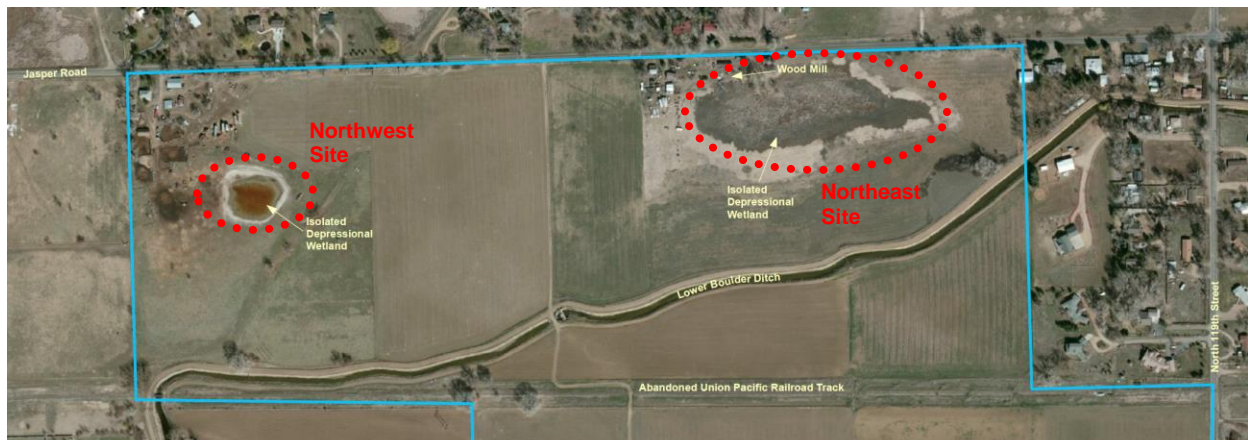 Jasper Road
Wood Mill
Northwest
Site
Isolated
Depressional
Wetland
Isolated
Depressional
Wetland
Northeast
Site
Lower Boulder Ditch
North 119th Street
Abandoned Union Pacific Railroad Track